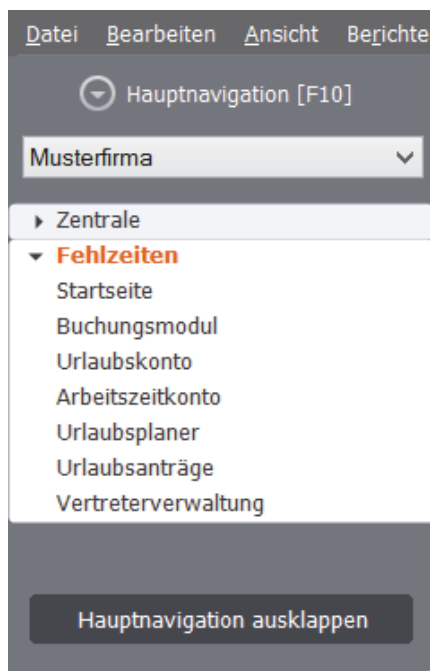 Datei Bearbeiten Ansicht Berichte
Hauptnavigation [F10]
Musterfirma
Zentrale
Fehlzeiten
Startseite
Buchungsmodul
Urlaubskonto
Arbeitszeitkonto
Urlaubsplaner
Urlaubsanträge
Vertreterverwaltung
Hauptnavigation ausklappen